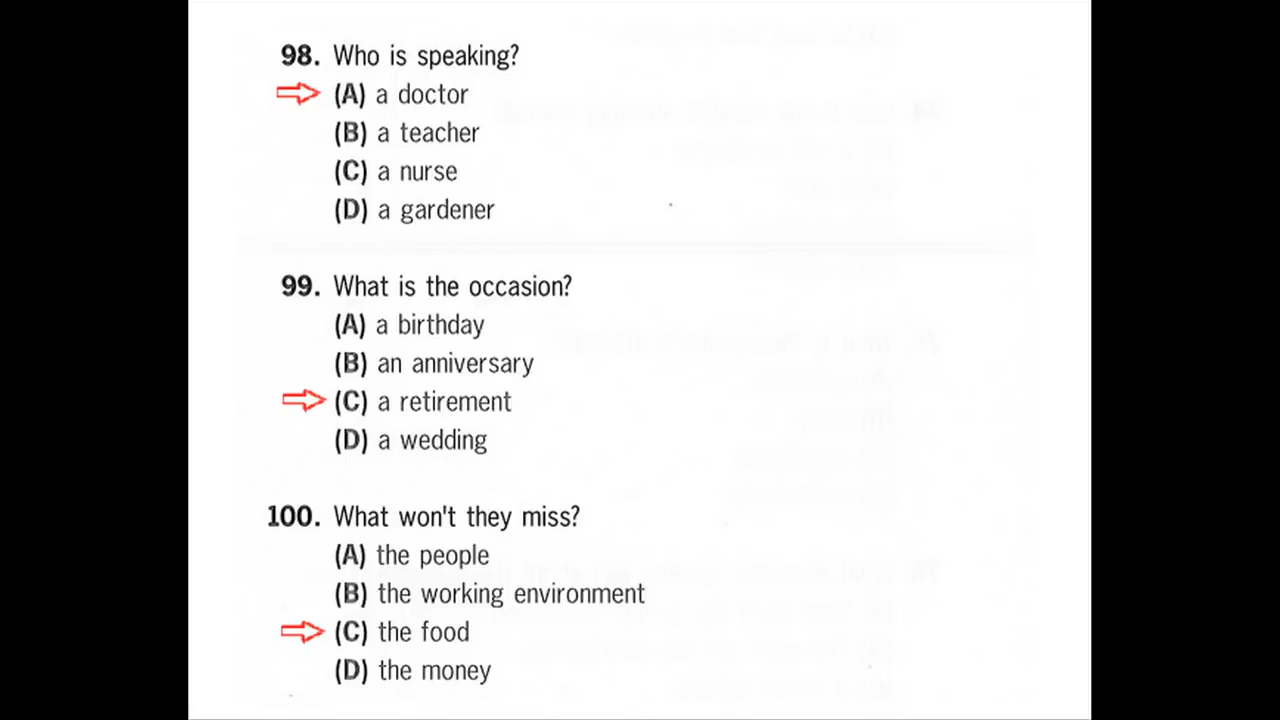 98. Who is speaking?
(A) a doctor
(B) a teacher
(C) a nurse
(D) a gardener
99. What is the occasion?
(A) a birthday
(B) an anniversary
(C) a retirement
(D) a wedding
100. What won't they miss?
(A) the people
(B) the working environment
(C) the food
(D) the money